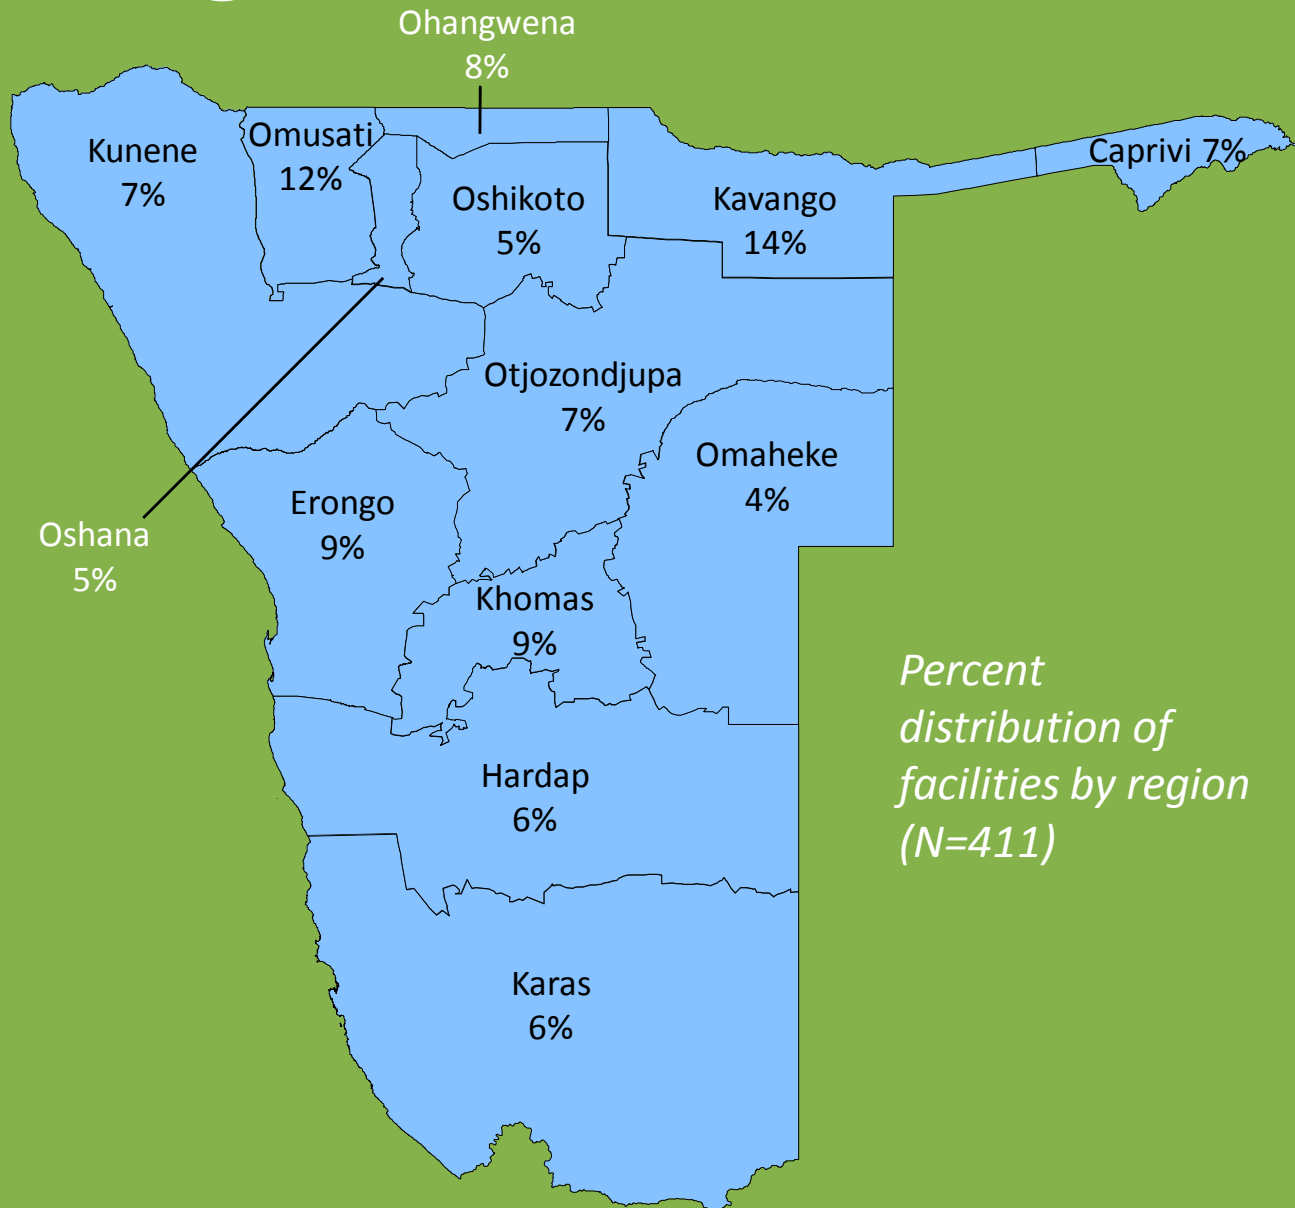 Ohangwena
8%
Kunene
7%
Omusati
12%
Oshikoto
5%
Kavango
14%
Caprivi 7%
Otjozondjupa
7%
Omaheke
4%
Erongo
9%
Oshana
5%
Khomas
9%
Percent
distribution of
facilities by region
(N=411)
Hardap
6%
Karas
6%